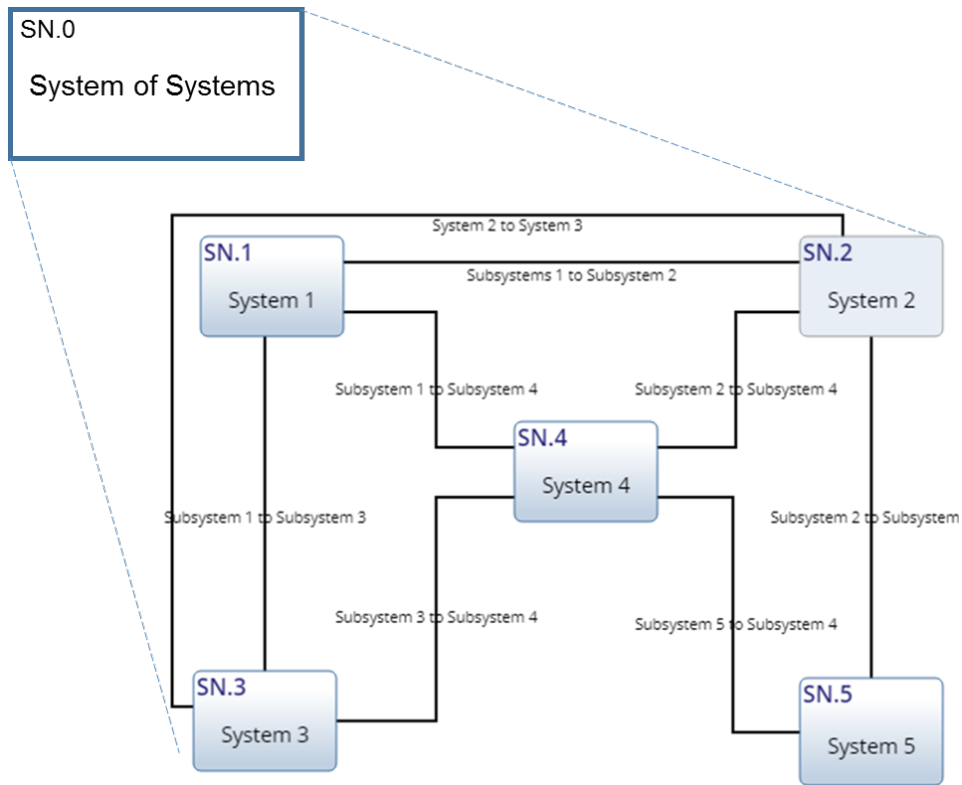 SN.0
System of Systems
System 2 to System 3
SN.1
System 1
Subsystems 1 to Subsystem 2
SN.2
System 2
Subsystem 1 to Subsystem 4
Subsystem 2 to Subsystem 4
SN.4
System 4
Subsystem 1 to Subsystem 3
Subsystem 2 to Subsystem
Subsystem 3 to Subsystem 4
Subsystem 5 to Subsystem 4
SN.3
System 3
SN.5
System 5